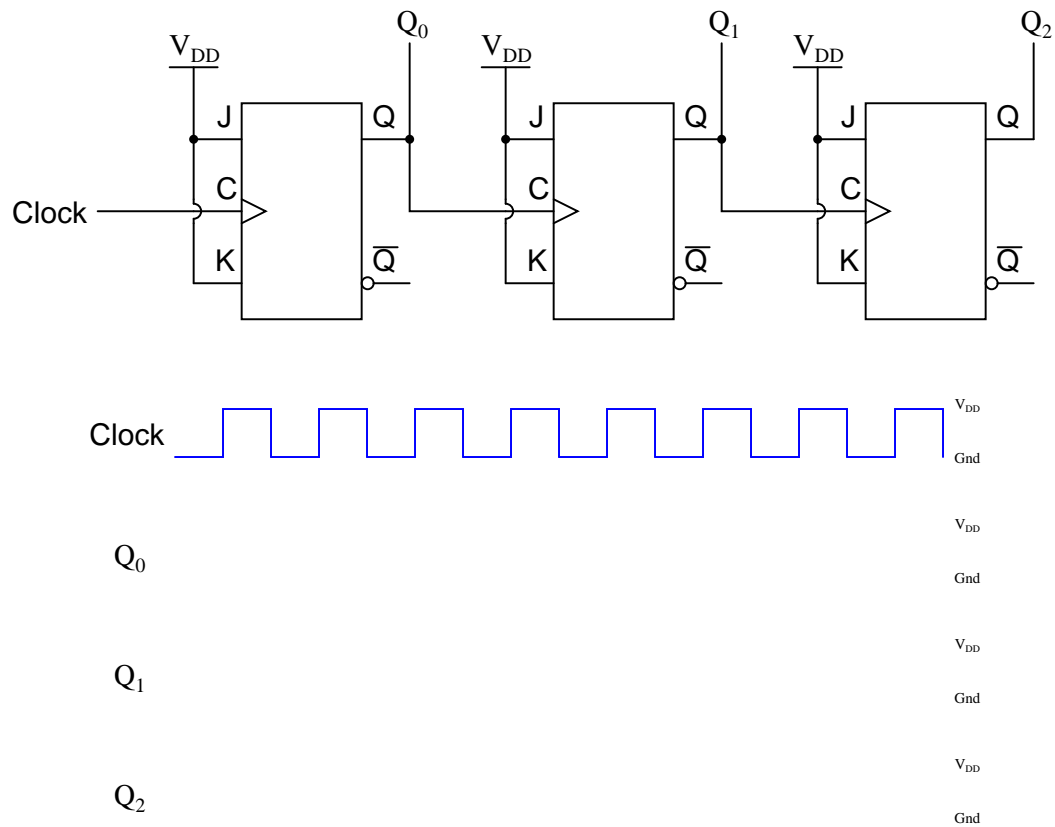 Q0 Q1 Q2
VDD VDD VDD
J Q J Q J Q
Clock C C C
K Q̅ K Q̅ K Q̅
Clock VDD
Gnd
Q0 VDD
Gnd
Q1 VDD
Gnd
Q2 VDD
Gnd